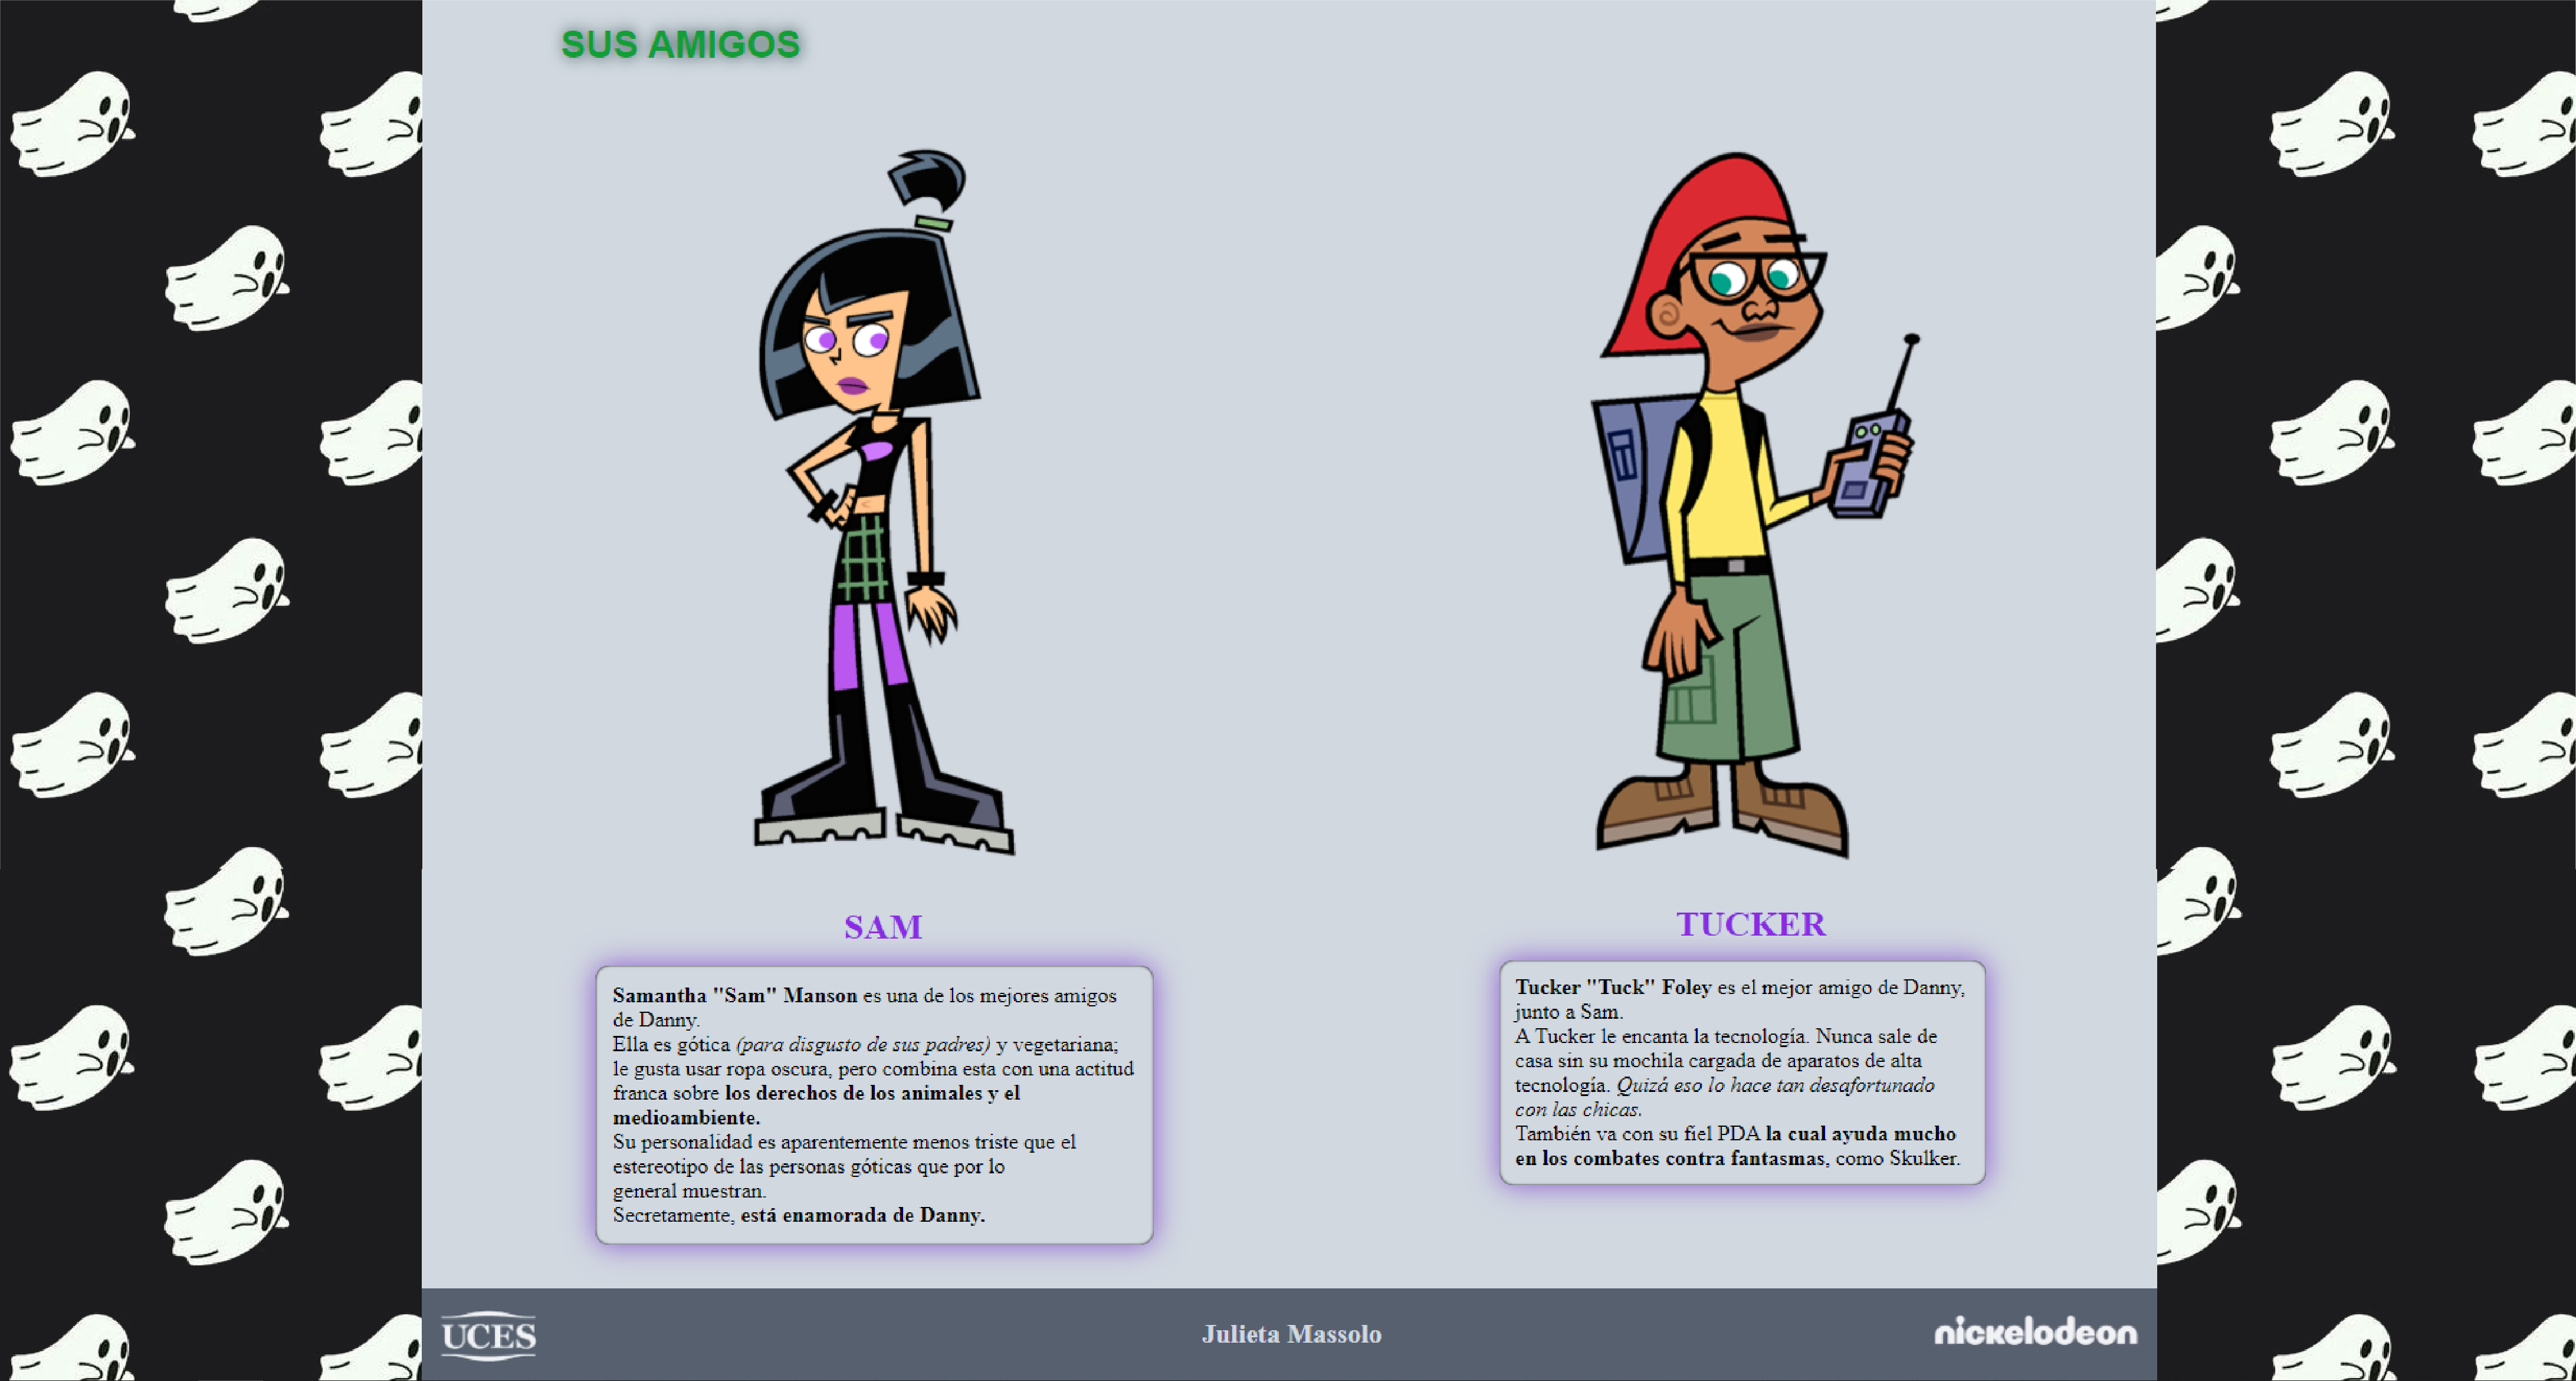 SUS AMIGOS
SAM
Samantha "Sam" Manson es una de los mejores amigos
de Danny.
Ella es gótica (para disgusto de sus padres) y vegetariana;
le gusta usar ropa oscura, pero combina esta con una actitud
franca sobre los derechos de los animales y el
medioambiente.
Su personalidad es aparentemente menos triste que el
estereotipo de las personas góticas que por lo
general muestran.
Secretamente, está enamorada de Danny.
TUCKER
Tucker "Tuck" Foley es el mejor amigo de Danny,
junto a Sam.
A Tucker le encanta la tecnología. Nunca sale de
casa sin su mochila cargada de aparatos de alta
tecnología. Quizá eso lo hace tan desafortunado
con las chicas.
También va con su fiel PDA la cual ayuda mucho
en los combates contra fantasmas, como Skulker.
UCES
Julieta Massolo
nickelodeon